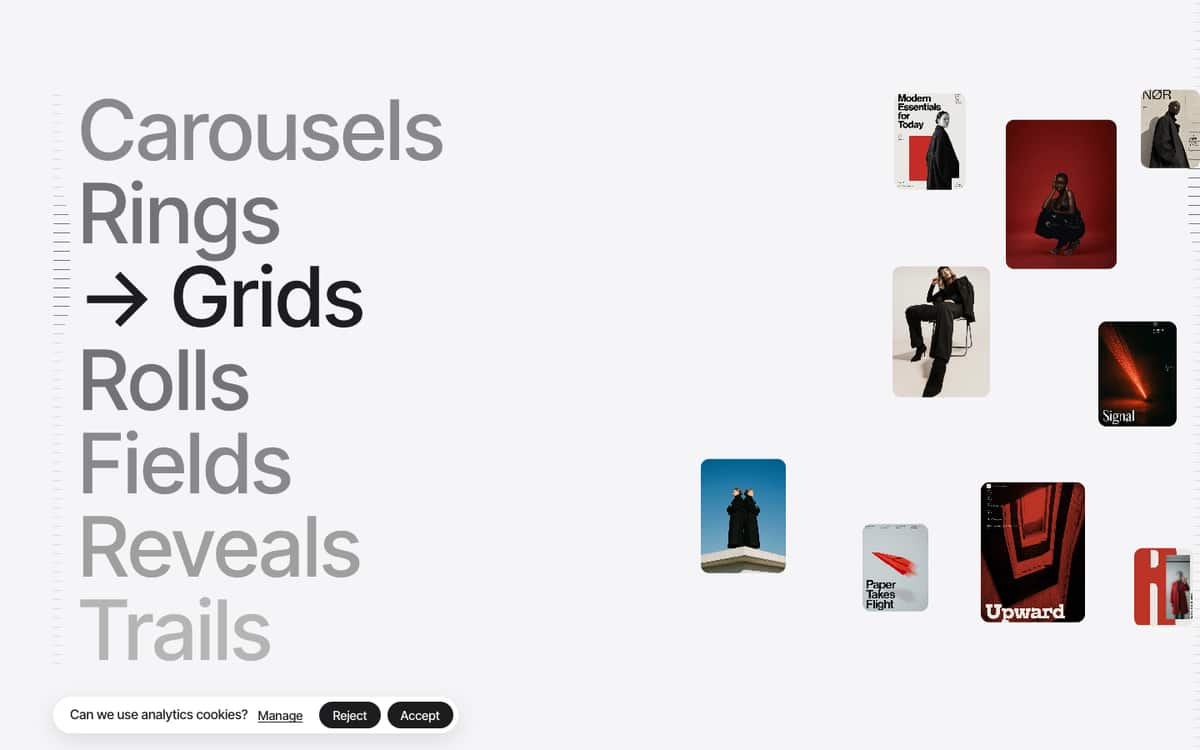 Carousels
Rings
→ Grids
Rolls
Fields
Reveals
Trails
Can we use analytics cookies? Manage Reject Accept
Modern
Essentials
for
Today
NØR
Signal
Paper
Takes
Flight
Upward